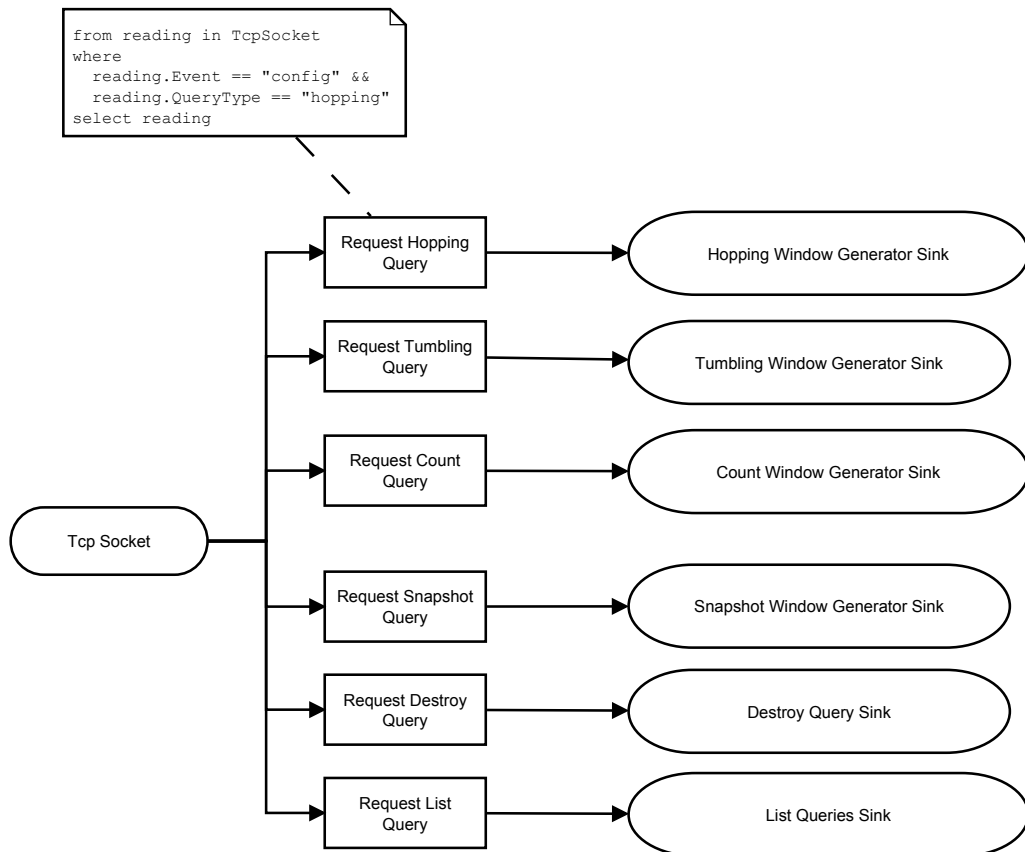 from reading in TcpSocket
where
  reading.Event == "config" &&
  reading.QueryType == "hopping"
select reading
Request Hopping
Query
Hopping Window Generator Sink
Request Tumbling
Query
Tumbling Window Generator Sink
Request Count
Query
Count Window Generator Sink
Tcp Socket
Request Snapshot
Query
Snapshot Window Generator Sink
Request Destroy
Query
Destroy Query Sink
Request List
Query
List Queries Sink